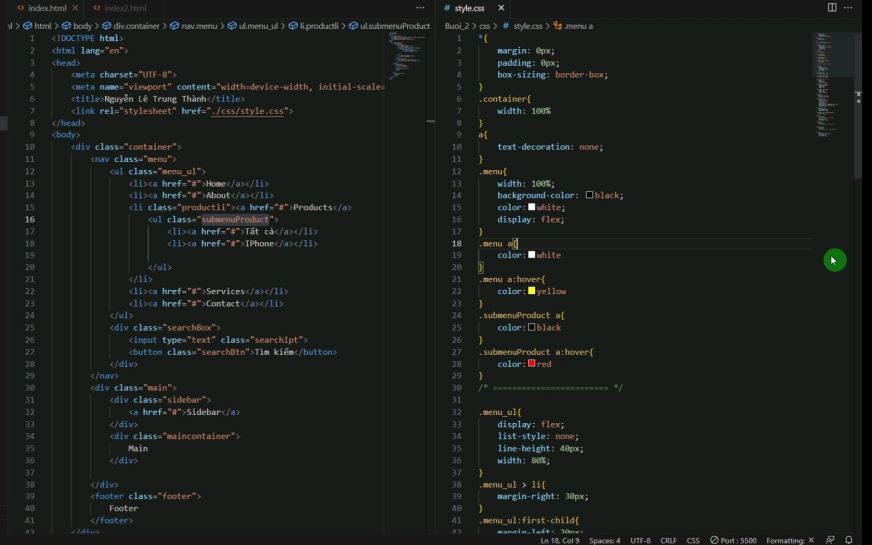 index.html
index2.html
html > body > div.container > nav.menu > ul.menu_ul > li.productli > ul.submenuProduct
1 <!DOCTYPE html>
2 <html lang="en">
3 <head>
4 <meta charset="UTF-8">
5 <meta name="viewport" content="width=device-width, initial-scale=
6 <title>Nguyễn Lê Trung Thành</title>
7 <link rel="stylesheet" href="./css/style.css">
8 </head>
9 <body>
10 <div class="container">
11 <nav class="menu">
12 <ul class="menu_ul">
13 <li><a href="#">Home</a></li>
14 <li><a href="#">About</a></li>
15 <li class="productli"><a href="#">Products</a>
16 <ul class="submenuProduct">
17 <li><a href="#">Tất cả</a></li>
18 <li><a href="#">IPhone</a></li>
19
20 </ul>
21 </li>
22 <li><a href="#">Services</a></li>
23 <li><a href="#">Contact</a></li>
24 </ul>
25 <div class="searchBox">
26 <input type="text" class="searchIpt">
27 <button class="searchBtn">Tìm kiếm</button>
28 </div>
29 </nav>
30 <div class="main">
31 <div class="sidebar">
32 <a href="#">Sidebar</a>
33 </div>
34 <div class="maincontainer">
35 Main
36 </div>
37
38 </div>
39 <footer class="footer">
40 Footer
41 </footer>
42 </div>
style.css
Buoi_2 > css > # style.css > .menu a
1 *{
2 margin: 0px;
3 padding: 0px;
4 box-sizing: border-box;
5 }
6 .container{
7 width: 100%
8 }
9 a{
10 text-decoration: none;
11 }
12 .menu{
13 width: 100%;
14 background-color: black;
15 color: white;
16 display: flex;
17 }
18 .menu a{
19 color: white
20 }
21 .menu a:hover{
22 color: yellow
23 }
24 .submenuProduct a{
25 color: black
26 }
27 .submenuProduct a:hover{
28 color: red
29 }
30 /* ======================== */
31
32 .menu_ul{
33 display: flex;
34 list-style: none;
35 line-height: 40px;
36 width: 80%;
37 }
38 .menu_ul > li{
39 margin-right: 30px;
40 }
41 .menu_ul:first-child{
42 margin-left: 20px;
Ln 18, Col 9 Spaces: 4 UTF-8 CRLF CSS Port : 5500 Formatting: ×